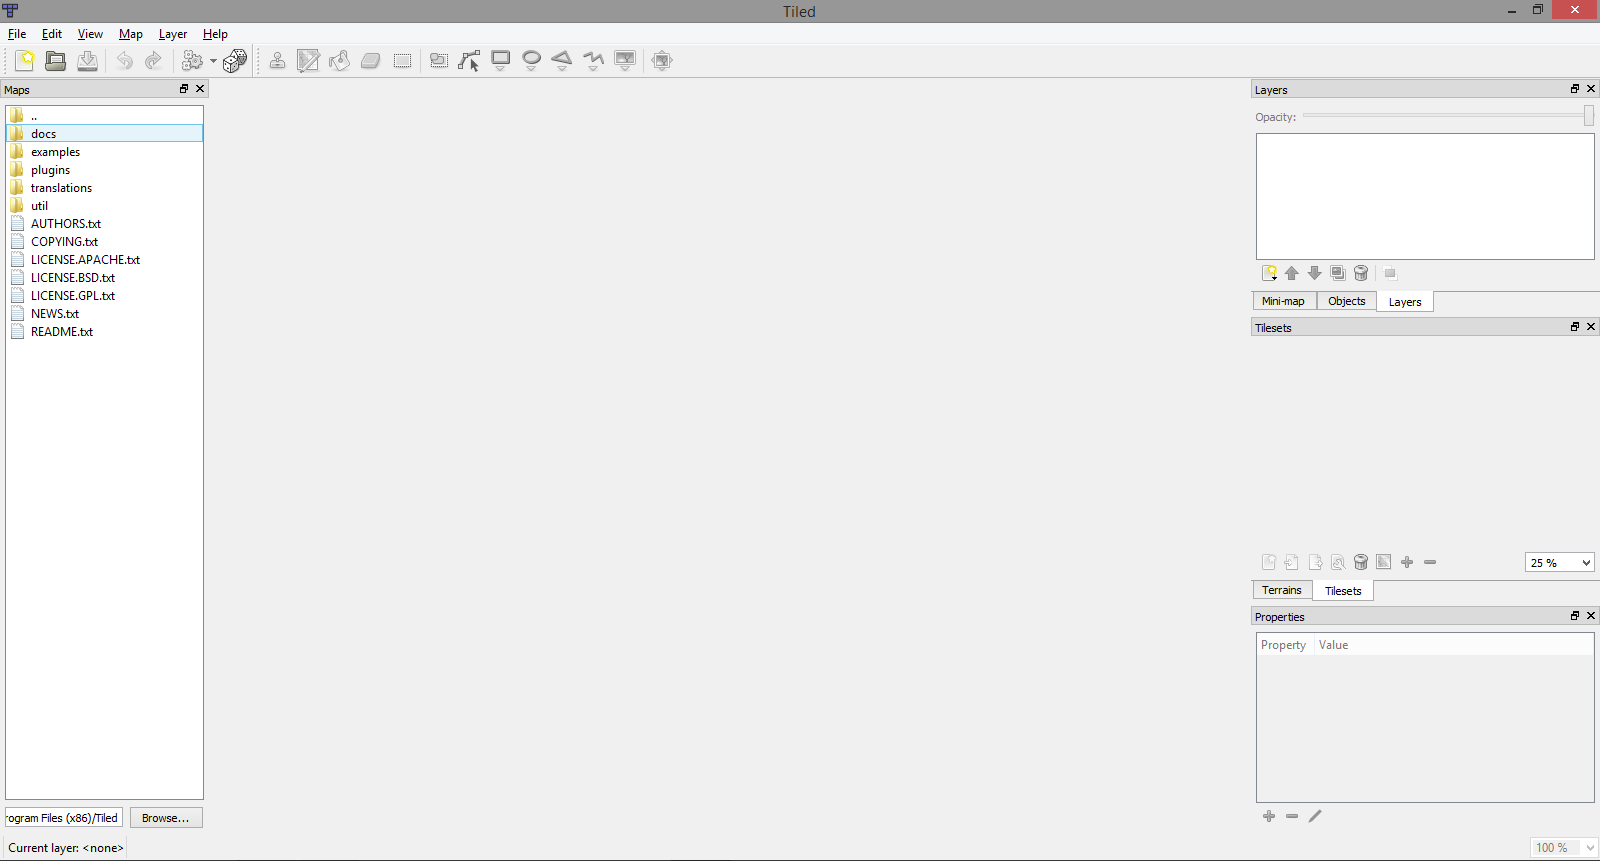 Tiled
File Edit View Map Layer Help
Maps
..
docs
examples
plugins
translations
util
AUTHORS.txt
COPYING.txt
LICENSE.APACHE.txt
LICENSE.BSD.txt
LICENSE.GPL.txt
NEWS.txt
README.txt
rogram Files (x86)/Tiled
Browse...
Current layer: <none>
Layers
Opacity:
Mini-map Objects Layers
Tilesets
25 %
Terrains Tilesets
Properties
Property Value
100 %